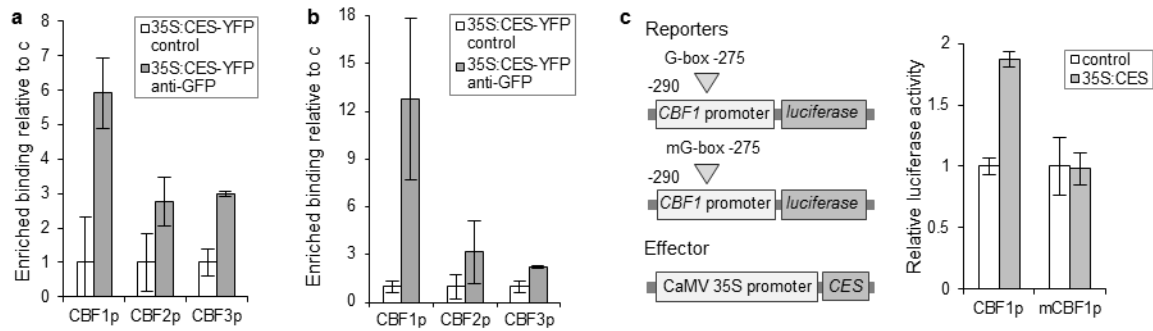 a
Enriched binding relative to c
8
7
6
5
4
3
2
1
0
35S:CES-YFP
control
35S:CES-YFP
anti-GFP
CBF1p CBF2p CBF3p
b
Enriched binding relative to c
18
15
12
9
6
3
0
35S:CES-YFP
control
35S:CES-YFP
anti-GFP
CBF1p CBF2p CBF3p
c
Reporters
G-box -275
-290
CBF1 promoter luciferase
mG-box -275
-290
CBF1 promoter luciferase
Effector
CaMV 35S promoter CES
Relative luciferase activity
2
1.5
1
0.5
0
control
35S:CES
CBF1p mCBF1p